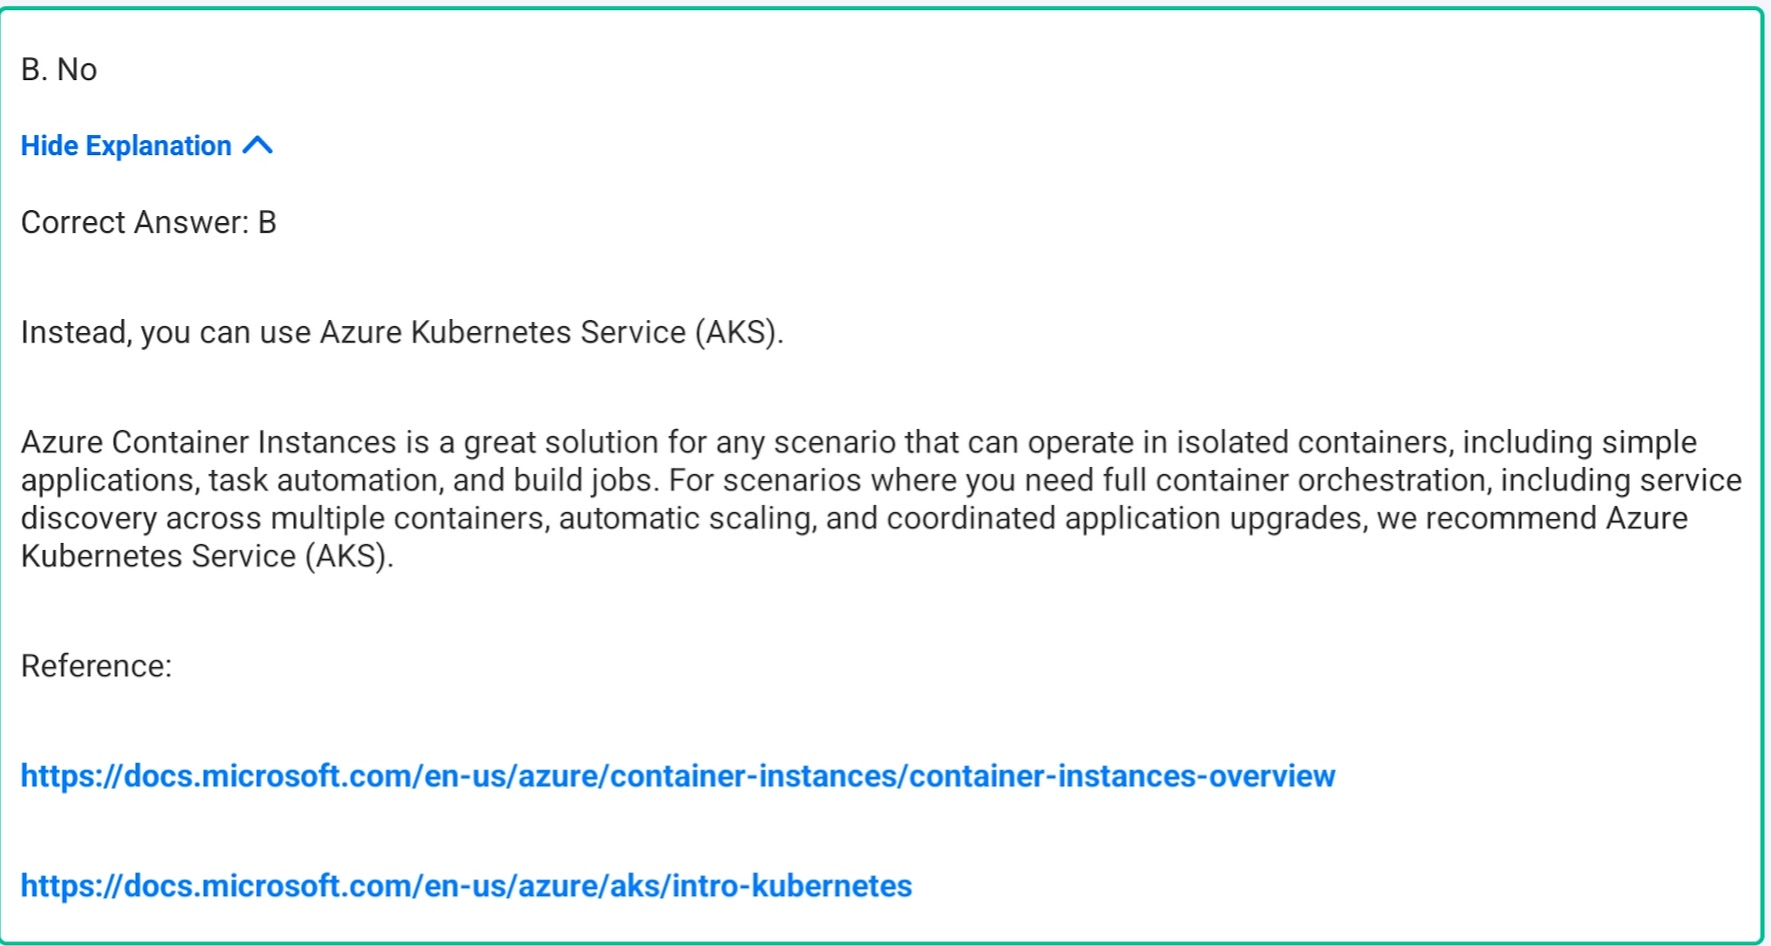 B. No
Hide Explanation
Correct Answer: B
Instead, you can use Azure Kubernetes Service (AKS).
Azure Container Instances is a great solution for any scenario that can operate in isolated containers, including simple
applications, task automation, and build jobs. For scenarios where you need full container orchestration, including service
discovery across multiple containers, automatic scaling, and coordinated application upgrades, we recommend Azure
Kubernetes Service (AKS).
Reference:
https://docs.microsoft.com/en-us/azure/container-instances/container-instances-overview
https://docs.microsoft.com/en-us/azure/aks/intro-kubernetes